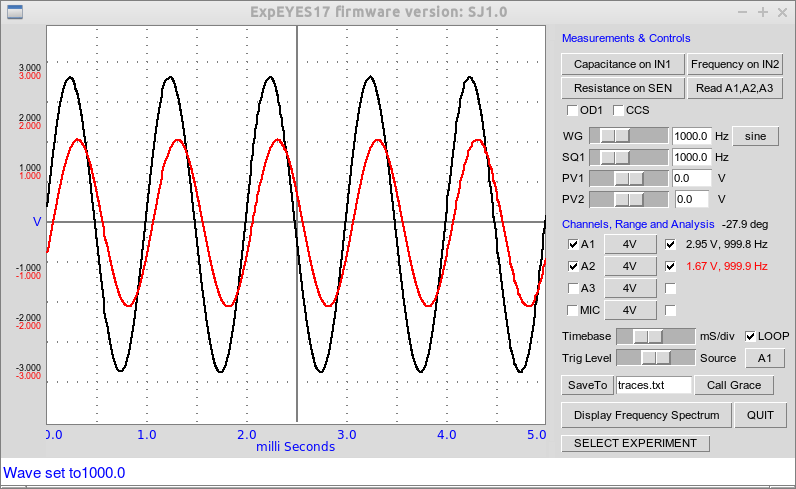 ExpEYES17 firmware version: SJ1.0
Measurements & Controls
Capacitance on IN1 Frequency on IN2
Resistance on SEN Read A1,A2,A3
OD1 CCS
WG 1000.0 Hz sine
SQ1 1000.0 Hz
PV1 0.0 V
PV2 0.0 V
Channels, Range and Analysis -27.9 deg
A1 4V 2.95 V, 999.8 Hz
A2 4V 1.67 V, 999.9 Hz
A3 4V
MIC 4V
Timebase mS/div LOOP
Trig Level Source A1
SaveTo traces.txt Call Grace
Display Frequency Spectrum QUIT
SELECT EXPERIMENT
3.000
3.000
2.000
2.000
1.000
1.000
V
-1.000
-1.000
-2.000
-2.000
-3.000
-3.000
0.0 1.0 2.0 3.0 4.0 5.0
milli Seconds
Wave set to1000.0